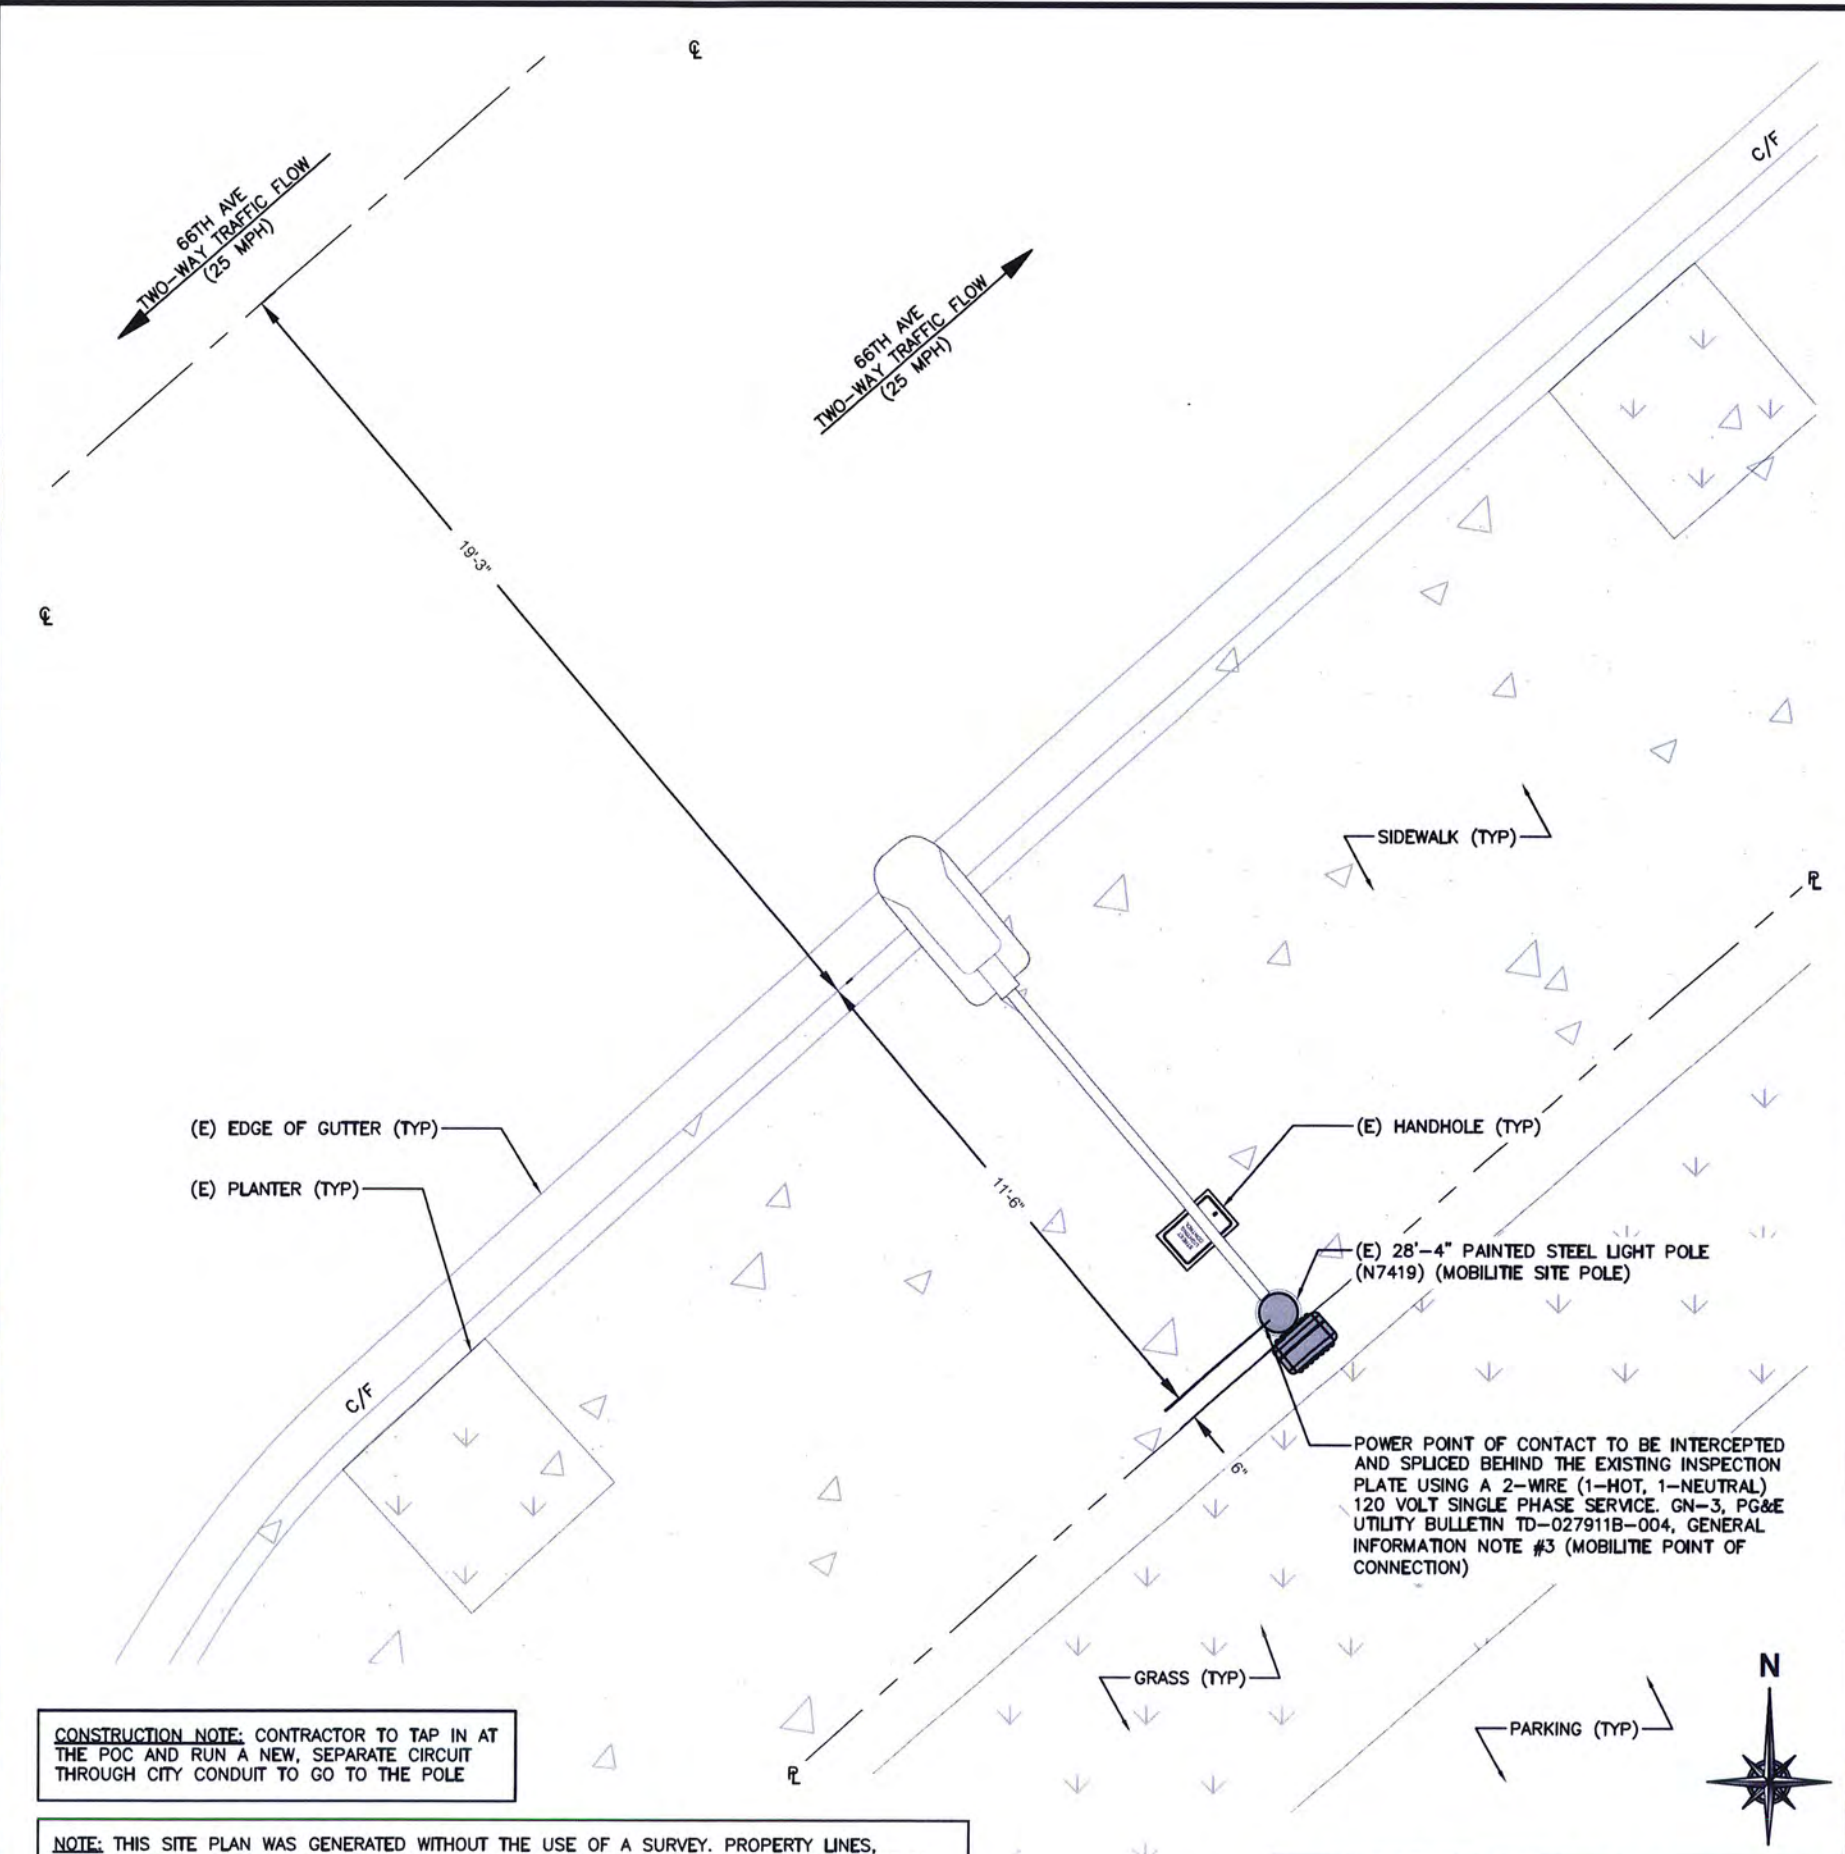 ℄
66TH AVE
TWO-WAY TRAFFIC FLOW
(25 MPH)
66TH AVE
TWO-WAY TRAFFIC FLOW
(25 MPH)
C/F
19'-3"
℄
SIDEWALK (TYP)
PL
(E) EDGE OF GUTTER (TYP)
(E) HANDHOLE (TYP)
(E) PLANTER (TYP)
11'-6"
STREET
LIGHTING
(E) 28'-4" PAINTED STEEL LIGHT POLE
(N7419) (MOBILITIE SITE POLE)
C/F
6"
POWER POINT OF CONTACT TO BE INTERCEPTED
AND SPLICED BEHIND THE EXISTING INSPECTION
PLATE USING A 2-WIRE (1-HOT, 1-NEUTRAL)
120 VOLT SINGLE PHASE SERVICE. GN-3, PG&E
UTILITY BULLETIN TD-027911B-004, GENERAL
INFORMATION NOTE #3 (MOBILITIE POINT OF
CONNECTION)
GRASS (TYP)
N
PARKING (TYP)
PL
CONSTRUCTION NOTE: CONTRACTOR TO TAP IN AT
THE POC AND RUN A NEW, SEPARATE CIRCUIT
THROUGH CITY CONDUIT TO GO TO THE POLE
NOTE: THIS SITE PLAN WAS GENERATED WITHOUT THE USE OF A SURVEY. PROPERTY LINES,